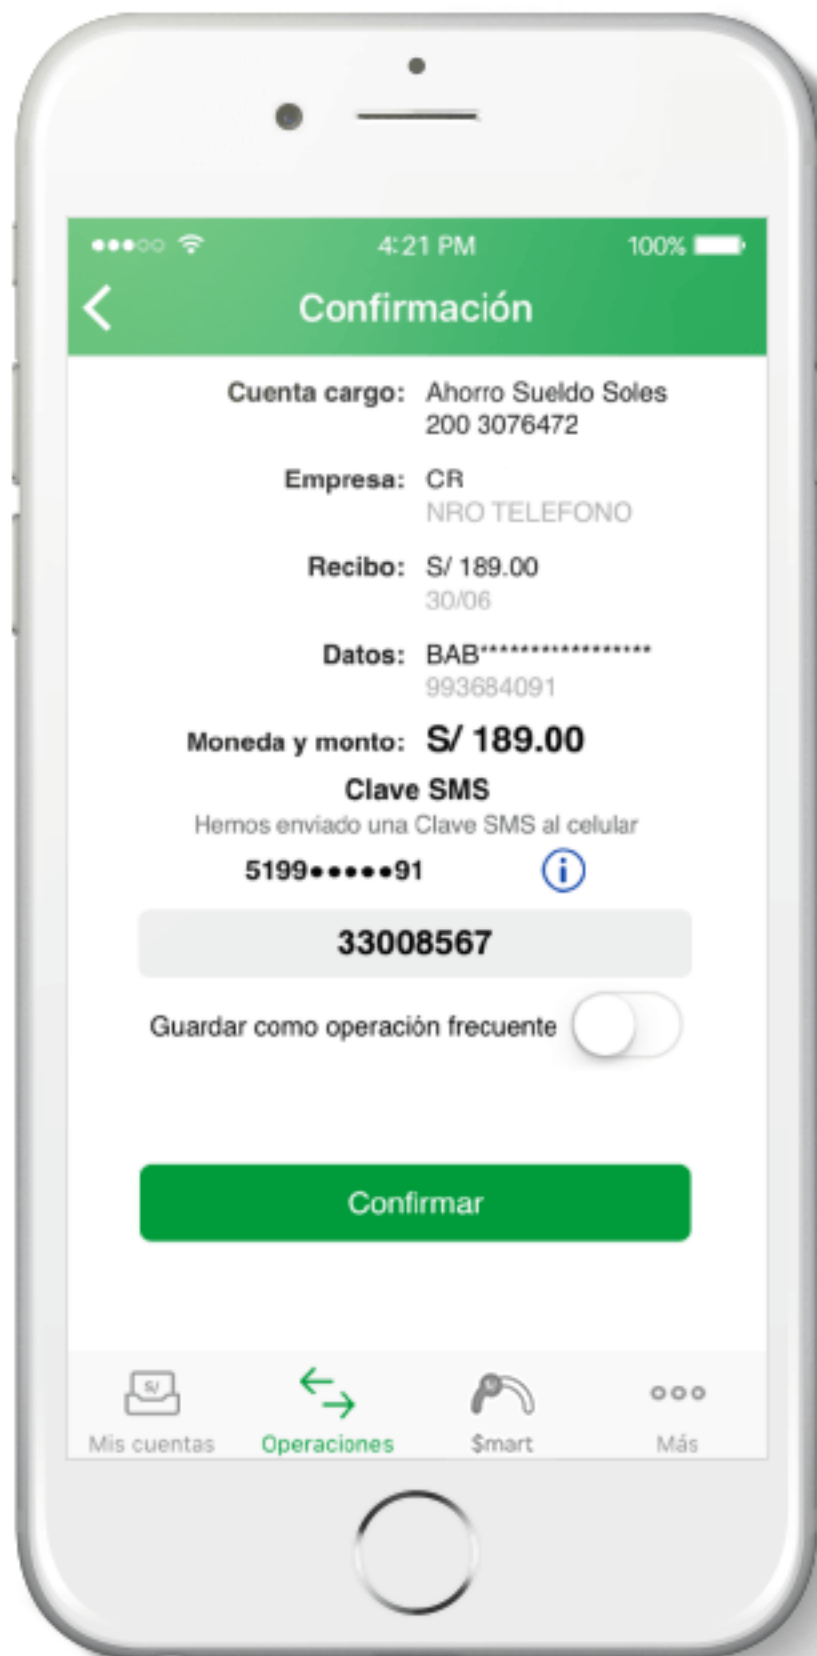 4:21 PM 100%
Confirmación
Cuenta cargo: Ahorro Sueldo Soles
200 3076472
Empresa: CR
NRO TELEFONO
Recibo: S/ 189.00
30/06
Datos: BAB*****************
993684091
Moneda y monto: S/ 189.00
Clave SMS
Hemos enviado una Clave SMS al celular
5199●●●●●91 i
33008567
Guardar como operación frecuente
Confirmar
S/
Mis cuentas Operaciones $mart Más